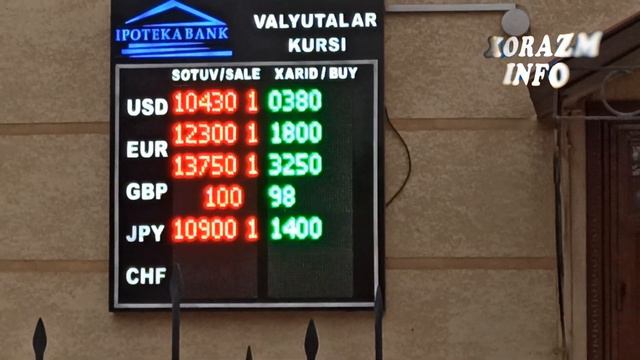 IPOTEKABANK
VALYUTALAR
KURSI
XORAZM
INFO
SOTUV/SALE XARID/BUY
USD 10430 10380
EUR 12300 11800
GBP 13750 13250
JPY 100 98
CHF 10900 11400